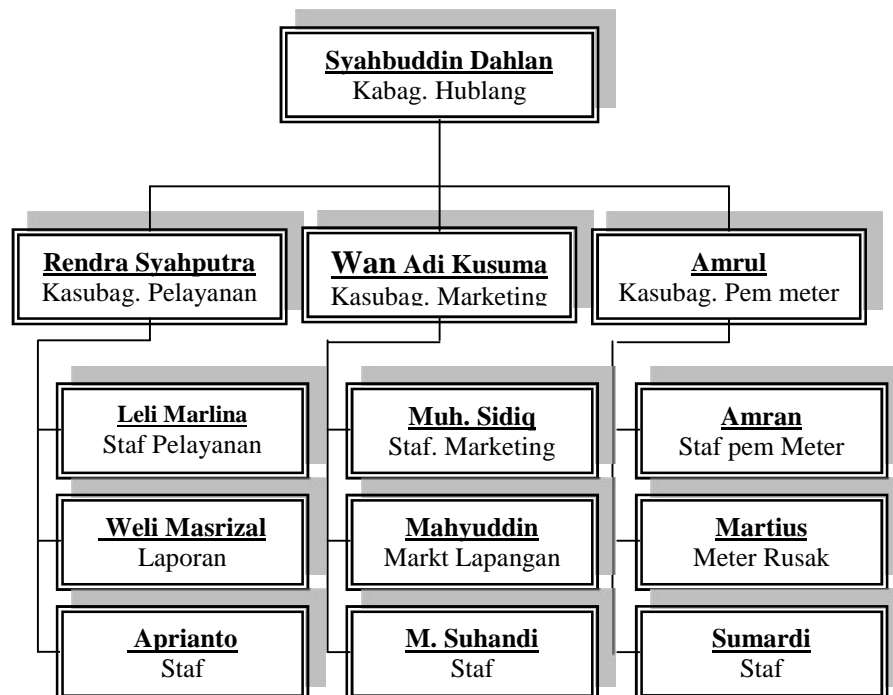 Syahbuddin Dahlan
Kabag. Hublang
Rendra Syahputra
Kasubag. Pelayanan
Wan Adi Kusuma
Kasubag. Marketing
Amrul
Kasubag. Pem meter
Leli Marlina
Staf Pelayanan
Muh. Sidiq
Staf. Marketing
Amran
Staf pem Meter
Weli Masrizal
Laporan
Mahyuddin
Markt Lapangan
Martius
Meter Rusak
Aprianto
Staf
M. Suhandi
Staf
Sumardi
Staf